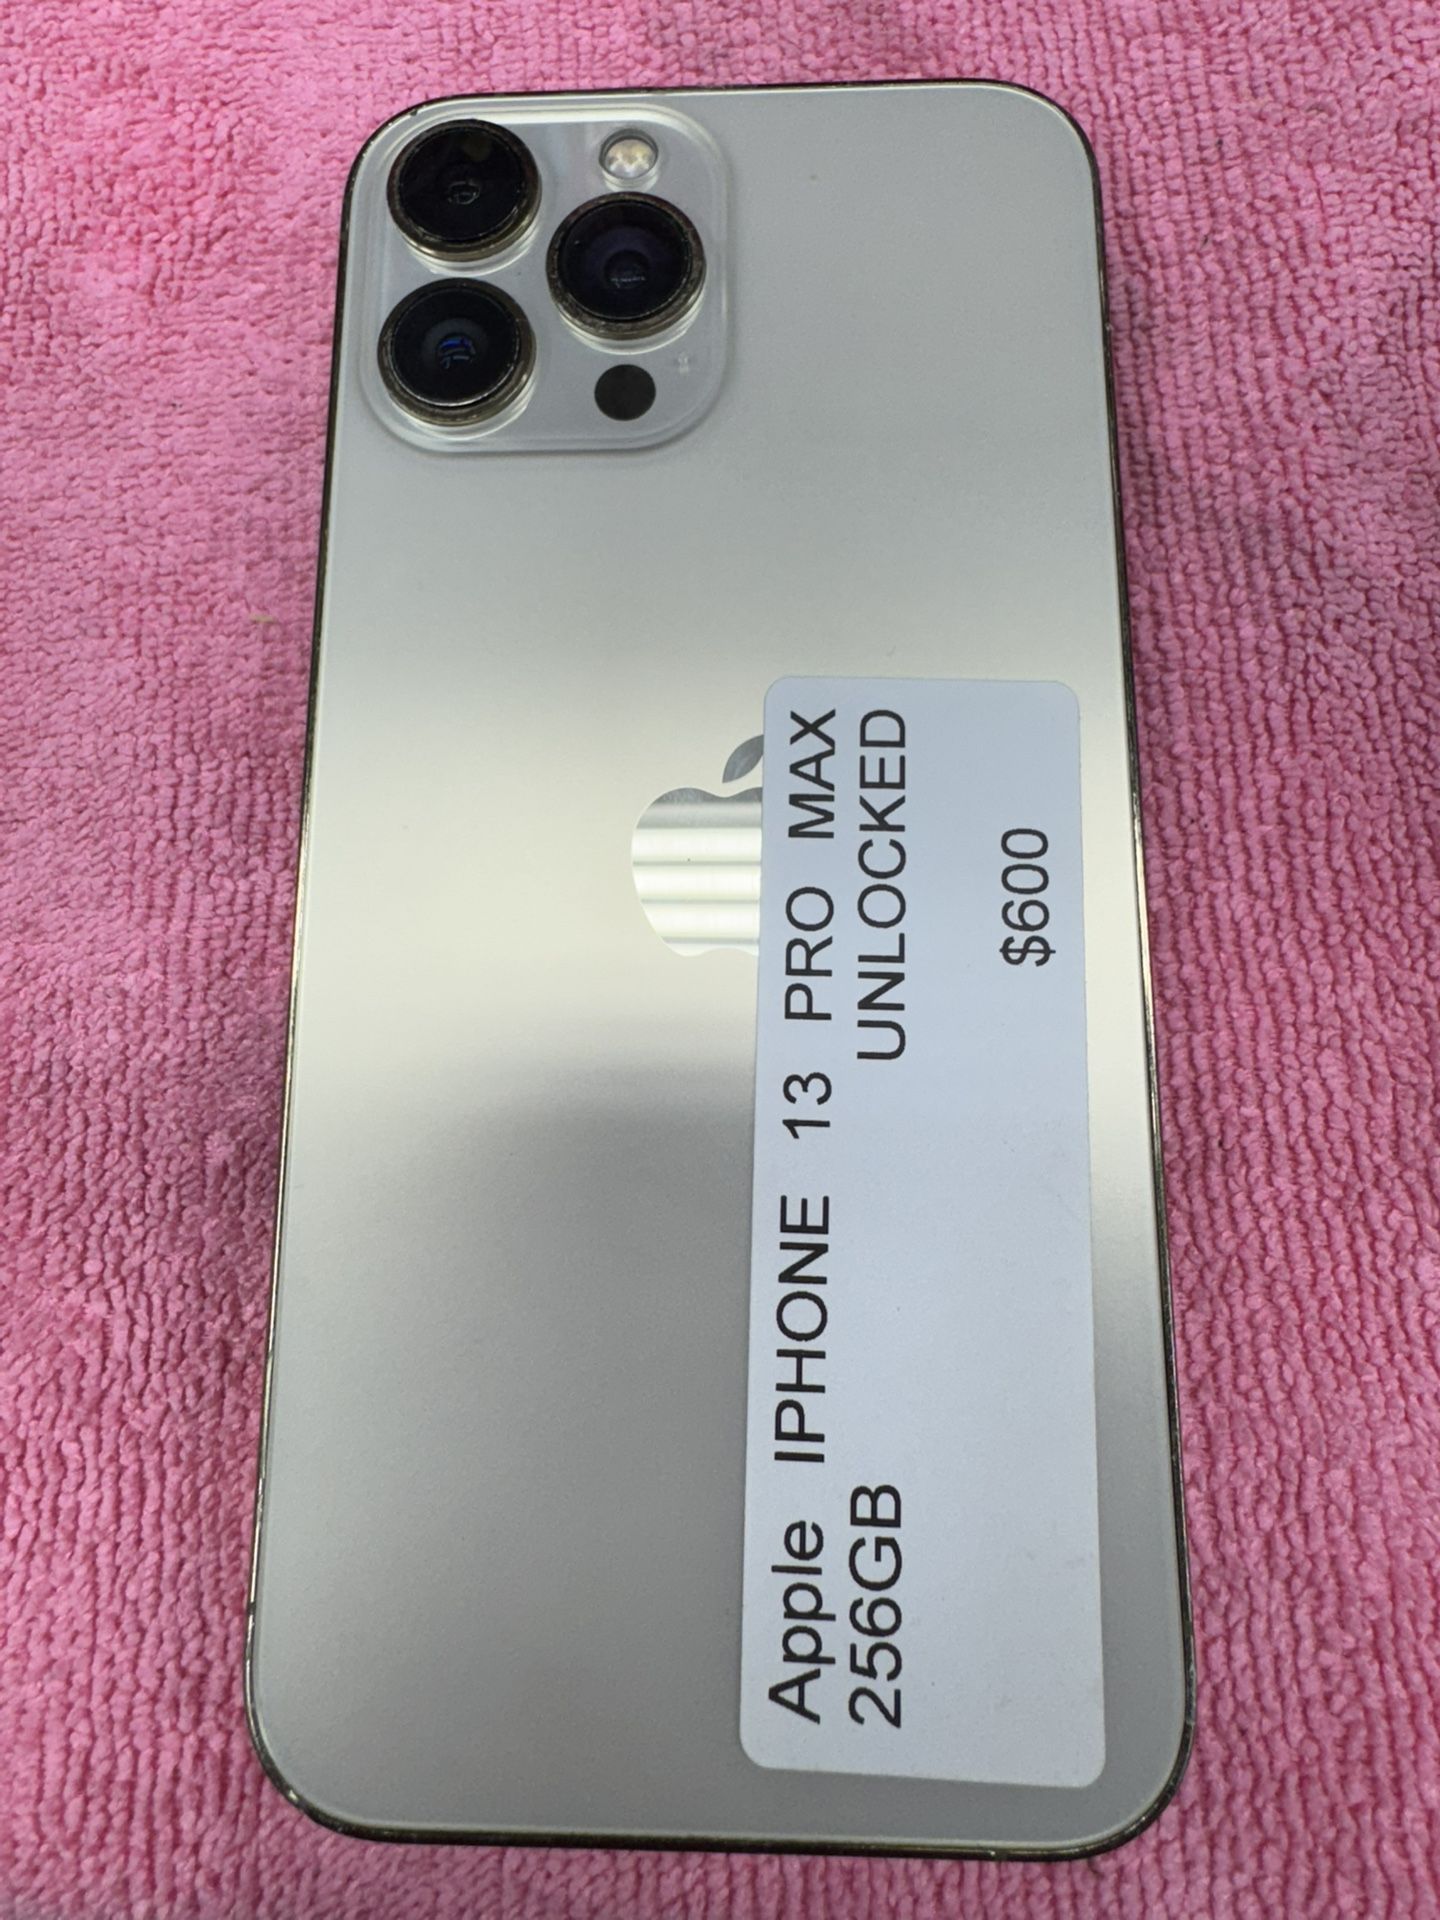 Apple IPHONE 13 PRO MAX
256GB UNLOCKED
$600